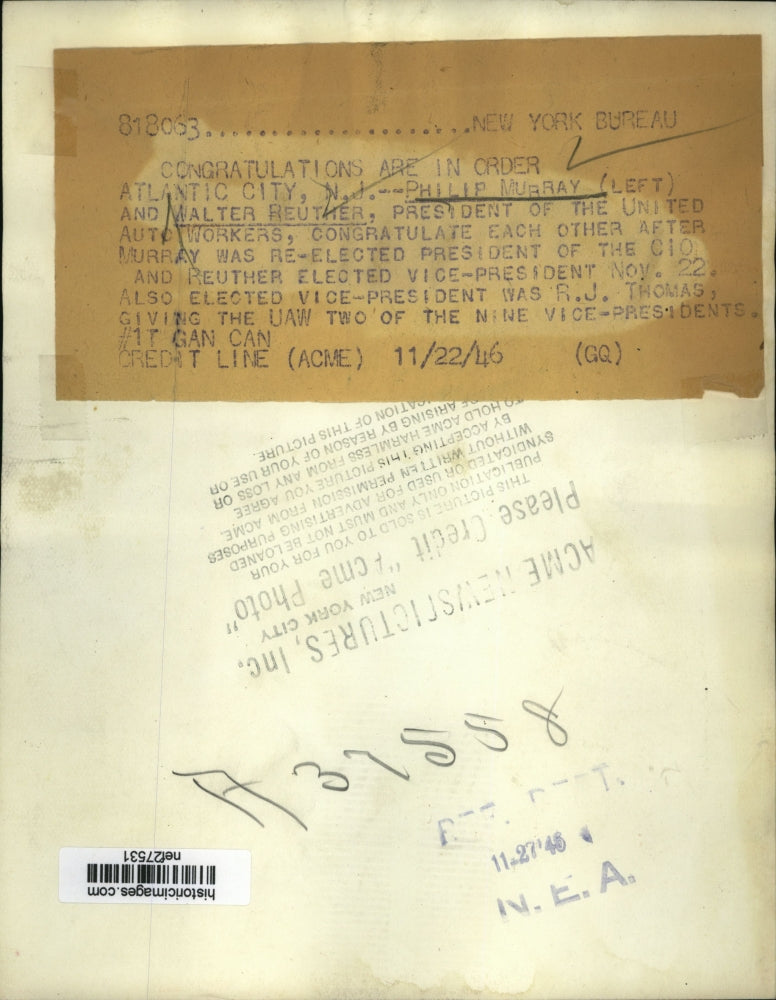 818063......................NEW YORK BUREAU
CONGRATULATIONS ARE IN ORDER
ATLANTIC CITY, N.J.--PHILIP MURRAY (LEFT)
AND WALTER REUTHER, PRESIDENT OF THE UNITED
AUTO WORKERS, CONGRATULATE EACH OTHER AFTER
MURRAY WAS RE-ELECTED PRESIDENT OF THE CIO
AND REUTHER ELECTED VICE-PRESIDENT NOV. 22.
ALSO ELECTED VICE-PRESIDENT WAS R.J. THOMAS,
GIVING THE UAW TWO OF THE NINE VICE-PRESIDENTS.
#1T GAN CAN
CREDIT LINE (ACME) 11/22/46 (GQ)
ACME NEWSPICTURES, Inc.
NEW YORK CITY
Please Credit "Acme Photo"
THIS PICTURE IS SOLD TO YOU FOR YOUR
PUBLICATION ONLY AND MUST NOT BE LOANED
SYNDICATED OR USED FOR ADVERTISING PURPOSES
WITHOUT WRITTEN PERMISSION FROM ACME.
BY ACCEPTING THIS PICTURE YOU AGREE
TO HOLD ACME HARMLESS FROM ANY LOSS OR
ARISING BY REASON OF YOUR USE OR
OF THIS PICTURE.
A 37558
11-27-46
N.E.A.
historicimages.com
nef27531